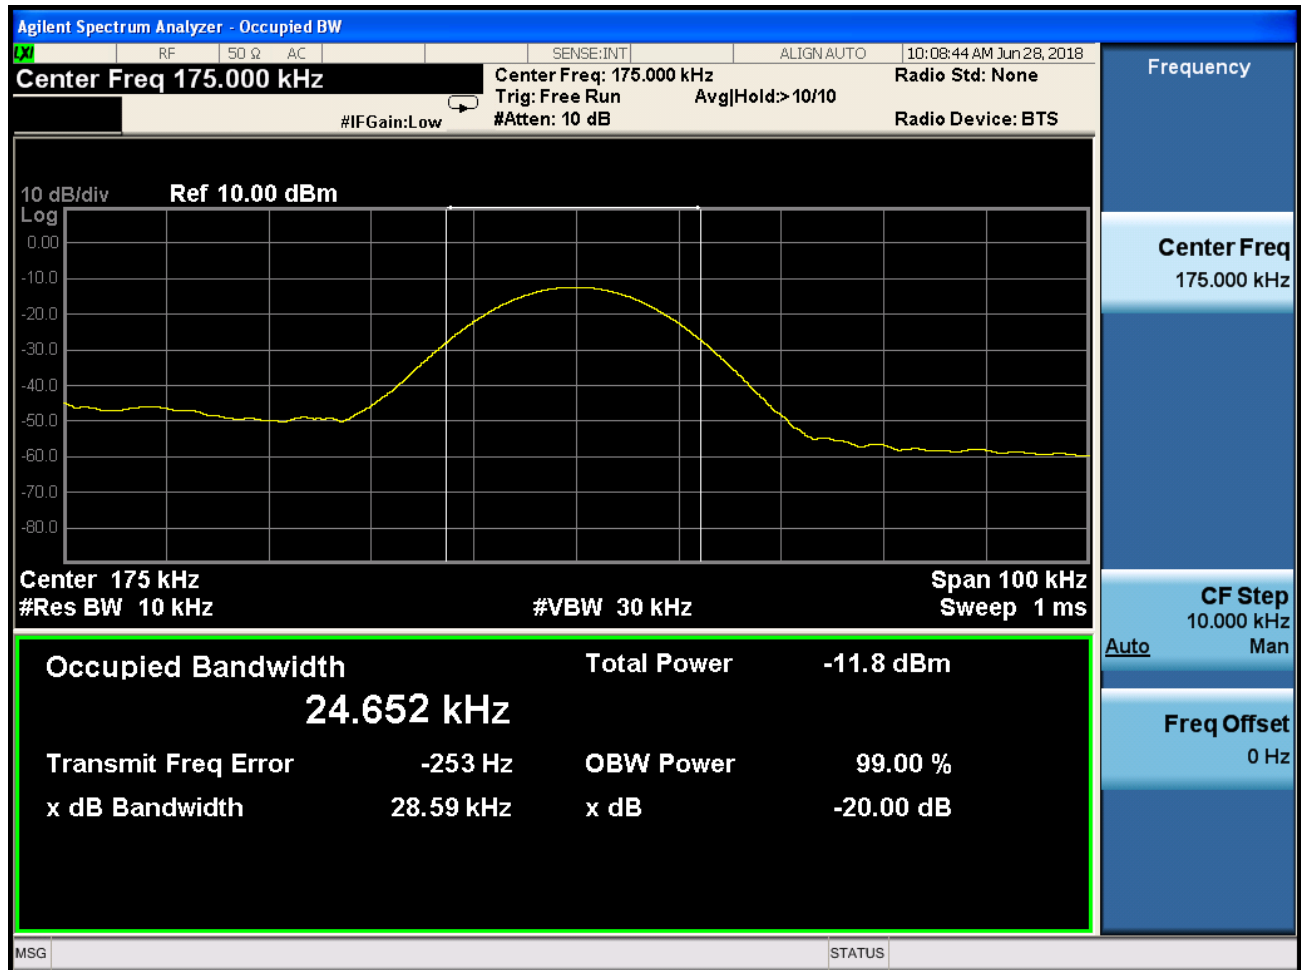 Agilent Spectrum Analyzer - Occupied BW
LXI RF 50 Ω AC SENSE:INT ALIGN AUTO 10:08:44 AM Jun 28, 2018
Center Freq 175.000 kHz
Center Freq: 175.000 kHz Radio Std: None
Trig: Free Run Avg|Hold:> 10/10
#IFGain:Low #Atten: 10 dB Radio Device: BTS
10 dB/div Ref 10.00 dBm
Log
0.00
-10.0
-20.0
-30.0
-40.0
-50.0
-60.0
-70.0
-80.0
Center 175 kHz Span 100 kHz
#Res BW 10 kHz #VBW 30 kHz Sweep 1 ms
Occupied Bandwidth Total Power -11.8 dBm
24.652 kHz
Transmit Freq Error -253 Hz OBW Power 99.00 %
x dB Bandwidth 28.59 kHz x dB -20.00 dB
Frequency
Center Freq
175.000 kHz
CF Step
10.000 kHz
Auto Man
Freq Offset
0 Hz
MSG STATUS